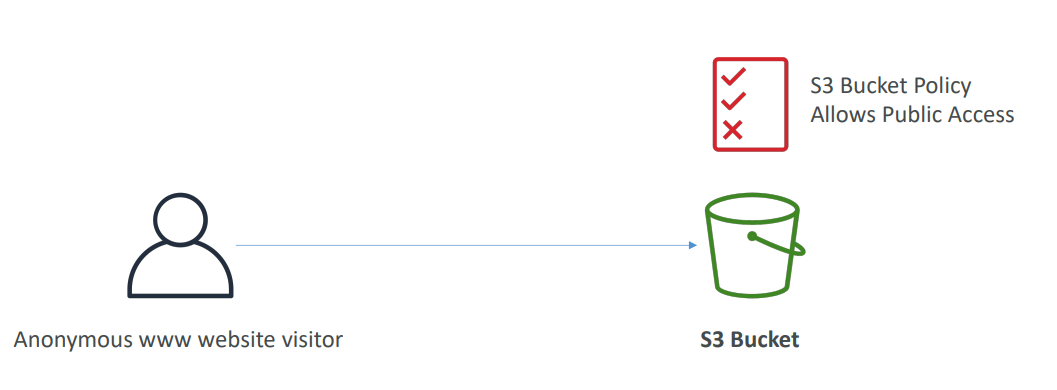 S3 Bucket Policy
Allows Public Access
Anonymous www website visitor
S3 Bucket